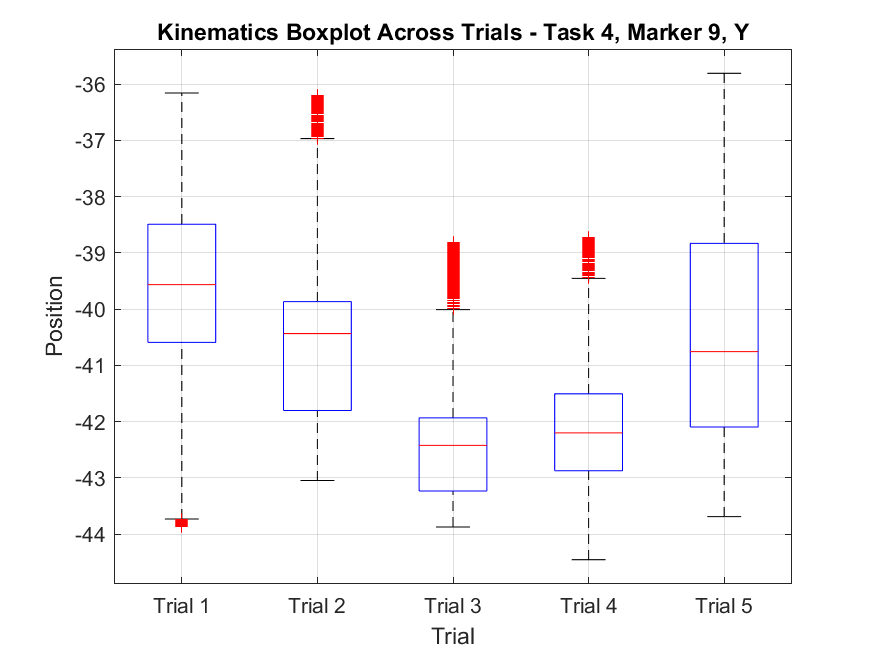 Kinematics Boxplot Across Trials - Task 4, Marker 9, Y
-36
-37
-38
-39
-40
-41
-42
-43
-44
Position
Trial 1 Trial 2 Trial 3 Trial 4 Trial 5
Trial